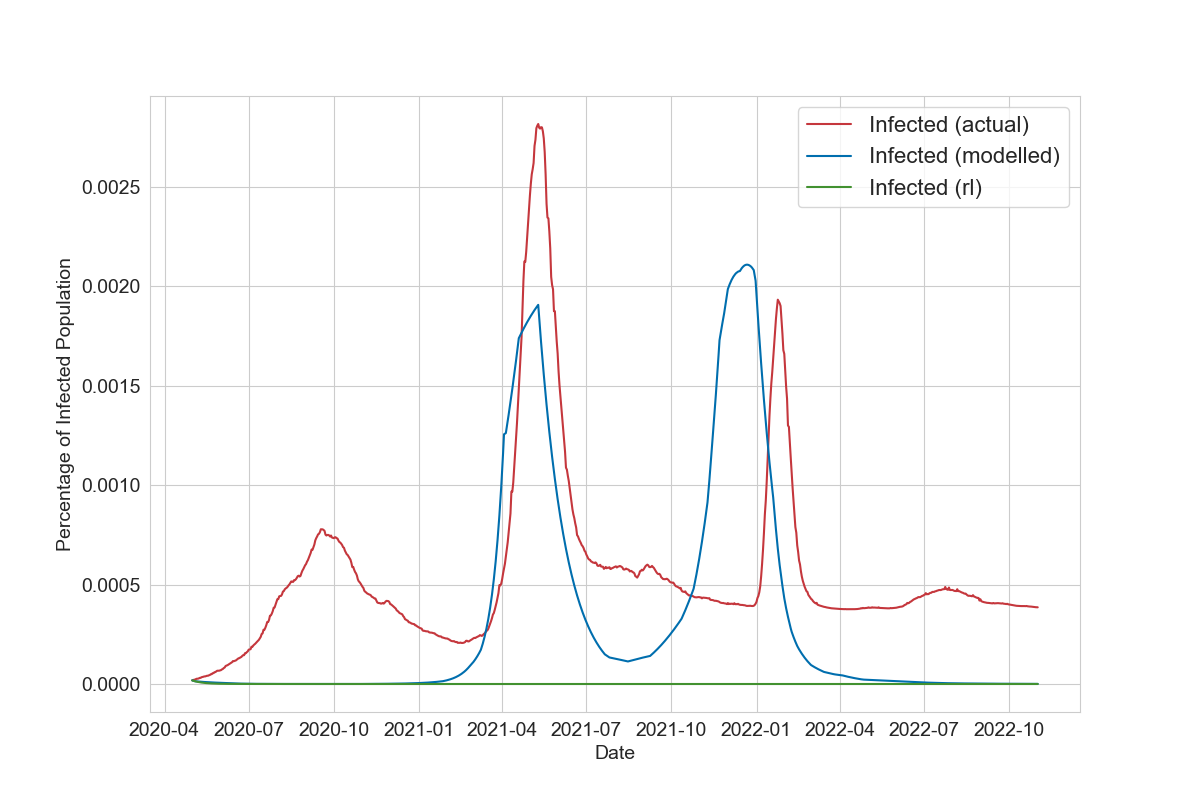 Infected (actual)
Infected (modelled)
Infected (rl)
Percentage of Infected Population
0.0025
0.0020
0.0015
0.0010
0.0005
0.0000
2020-04 2020-07 2020-10 2021-01 2021-04 2021-07 2021-10 2022-01 2022-04 2022-07 2022-10
Date